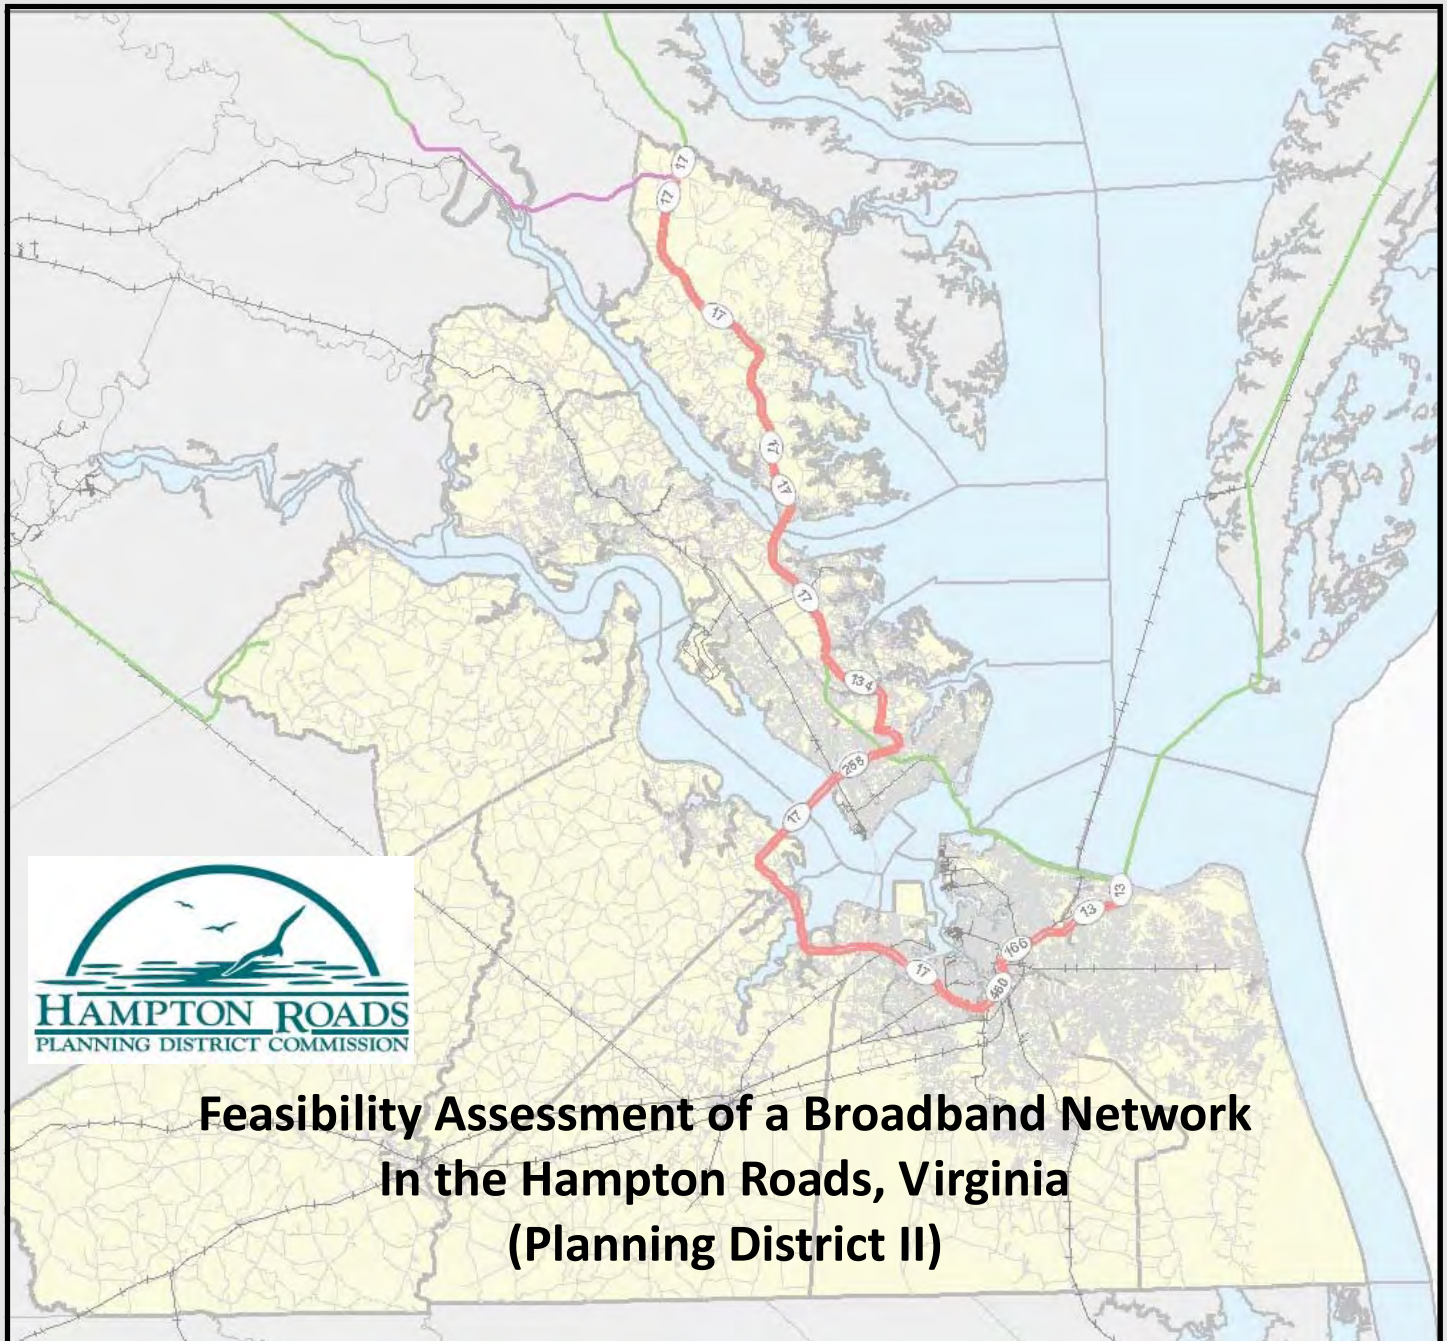 17
17
17
17
17
17
134
258
17
HAMPTON ROADS
PLANNING DISTRICT COMMISSION
13
13
166
17
460
Feasibility Assessment of a Broadband Network
In the Hampton Roads, Virginia
(Planning District II)